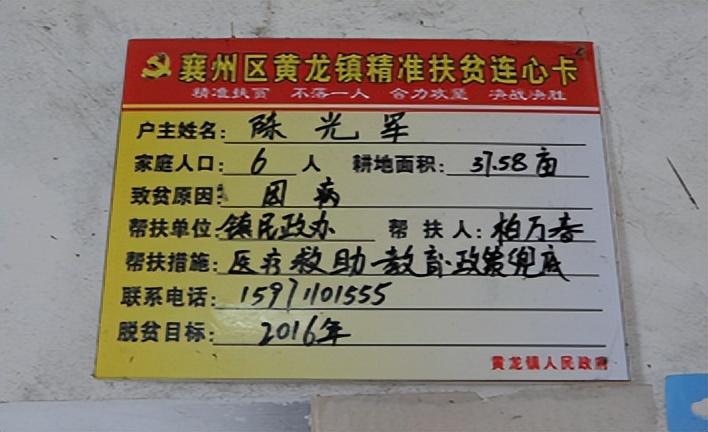 襄州区黄龙镇精准扶贫连心卡
精准扶贫 不落一人 合力攻坚 决战决胜
户主姓名：陈光军
家庭人口：6人 耕地面积：37.58亩
致贫原因：因病
帮扶单位：镇民政办 帮扶人：柏万春
帮扶措施：医疗救助教育政策兜底
联系电话：15971101555
脱贫目标：2016年
黄龙镇人民政府